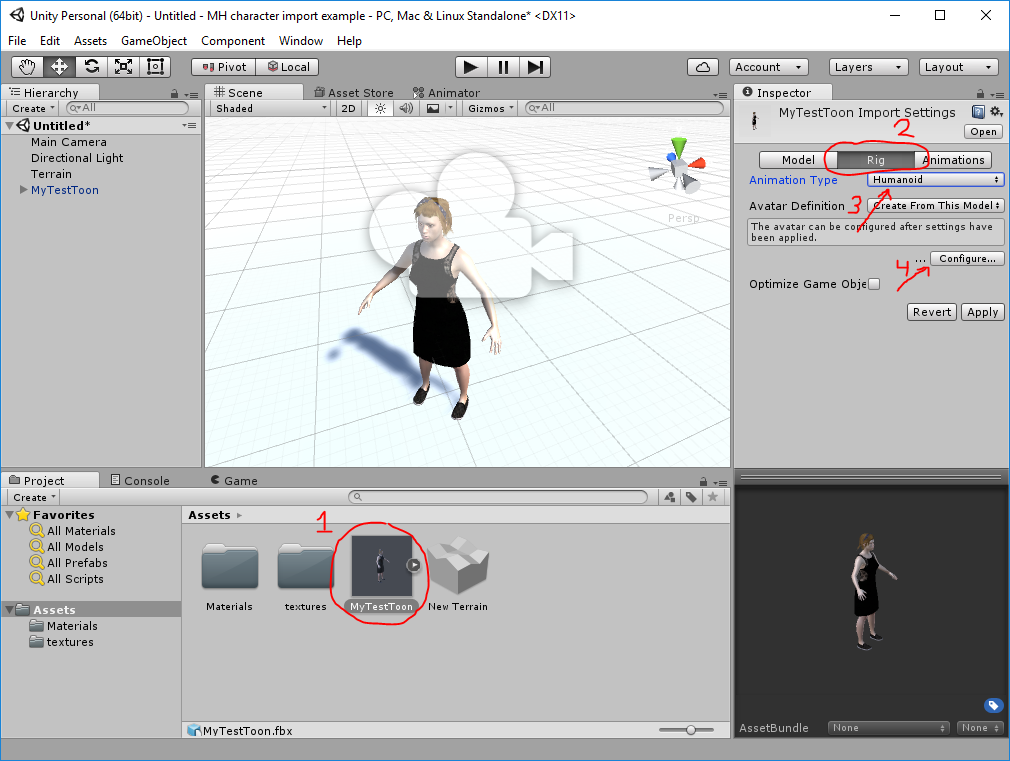 Unity Personal (64bit) - Untitled - MH character import example - PC, Mac & Linux Standalone* <DX11>
File Edit Assets GameObject Component Window Help
Pivot Local Account Layers Layout
Hierarchy
Create All
Untitled*
Main Camera
Directional Light
Terrain
MyTestToon
Scene Asset Store Animator
Shaded 2D Gizmos All
Persp
Inspector
MyTestToon Import Settings
Open
2
Model Rig Animations
Animation Type Humanoid
3
Avatar Definition Create From This Model
The avatar can be configured after settings have
been applied.
4
... Configure...
Optimize Game Obje
Revert Apply
Project Console Game
Create
Favorites
All Materials
All Models
All Prefabs
All Scripts
Assets
Materials
textures
Assets
1
Materials textures MyTestToon New Terrain
MyTestToon.fbx
AssetBundle None None